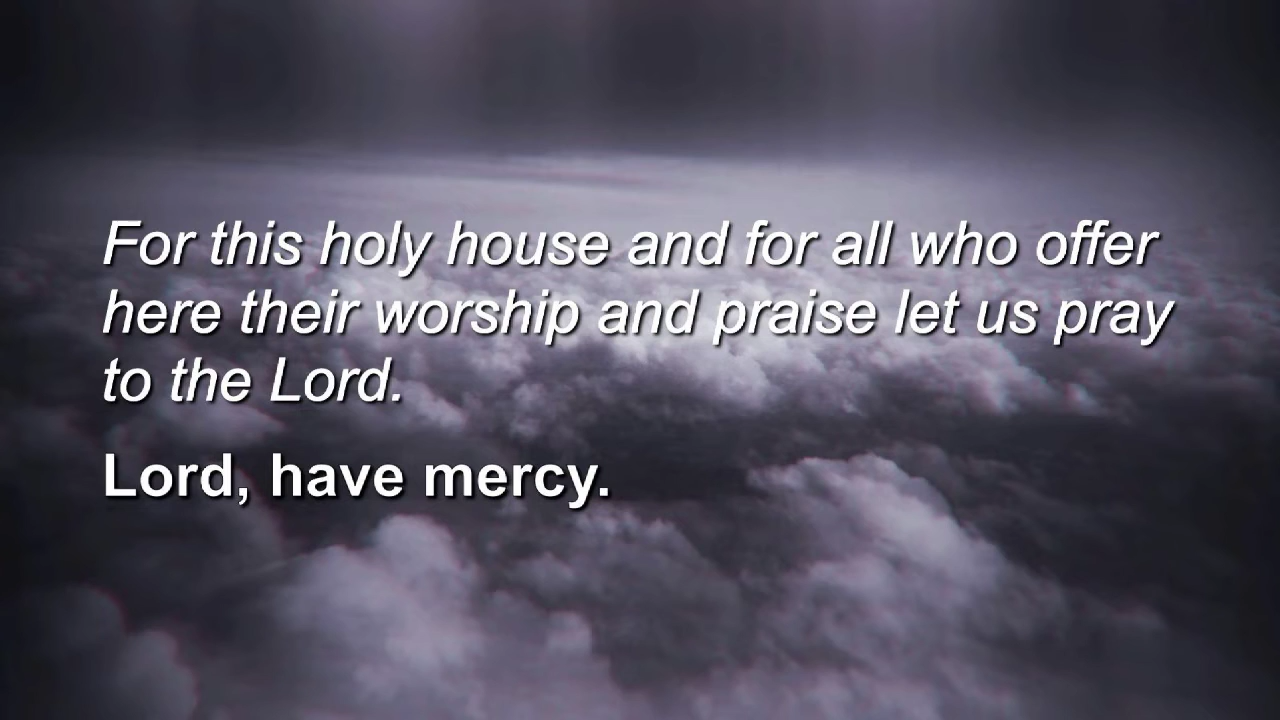 For this holy house and for all who offer
here their worship and praise let us pray
to the Lord.
Lord, have mercy.